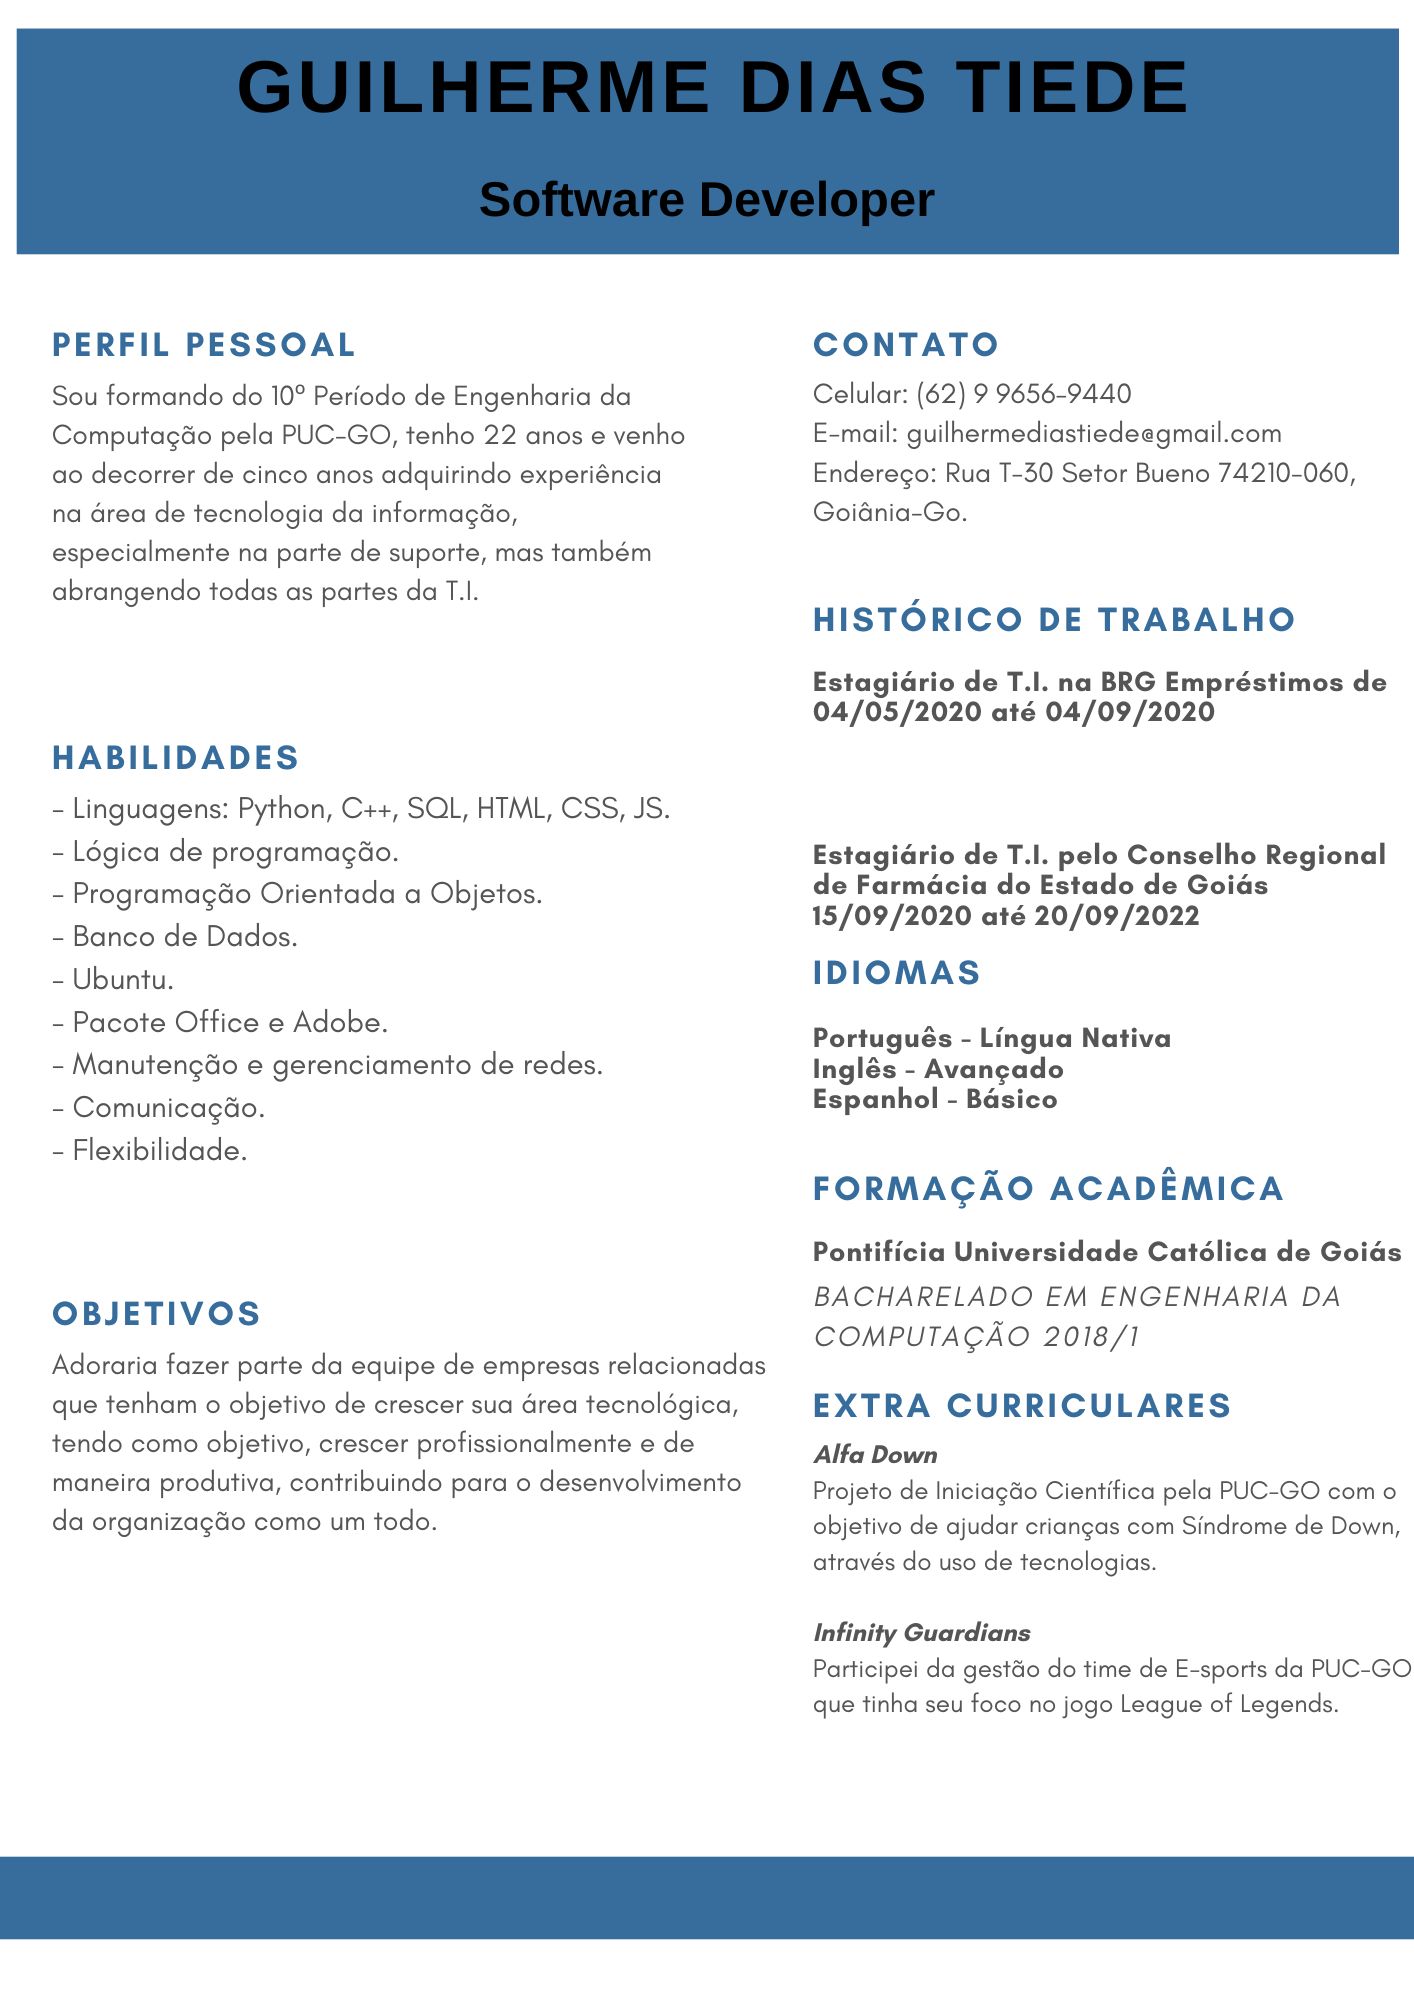 GUILHERME DIAS TIEDE
Software Developer
PERFIL PESSOAL
Sou formando do 10º Período de Engenharia da
Computação pela PUC-GO, tenho 22 anos e venho
ao decorrer de cinco anos adquirindo experiência
na área de tecnologia da informação,
especialmente na parte de suporte, mas também
abrangendo todas as partes da T.I.
HABILIDADES
- Linguagens: Python, C++, SQL, HTML, CSS, JS.
- Lógica de programação.
- Programação Orientada a Objetos.
- Banco de Dados.
- Ubuntu.
- Pacote Office e Adobe.
- Manutenção e gerenciamento de redes.
- Comunicação.
- Flexibilidade.
OBJETIVOS
Adoraria fazer parte da equipe de empresas relacionadas
que tenham o objetivo de crescer sua área tecnológica,
tendo como objetivo, crescer profissionalmente e de
maneira produtiva, contribuindo para o desenvolvimento
da organização como um todo.
CONTATO
Celular: (62) 9 9656-9440
E-mail: guilhermediastiede@gmail.com
Endereço: Rua T-30 Setor Bueno 74210-060,
Goiânia-Go.
HISTÓRICO DE TRABALHO
Estagiário de T.I. na BRG Empréstimos de
04/05/2020 até 04/09/2020
Estagiário de T.I. pelo Conselho Regional
de Farmácia do Estado de Goiás
15/09/2020 até 20/09/2022
IDIOMAS
Português - Língua Nativa
Inglês - Avançado
Espanhol - Básico
FORMAÇÃO ACADÊMICA
Pontifícia Universidade Católica de Goiás
BACHARELADO EM ENGENHARIA DA
COMPUTAÇÃO 2018/1
EXTRA CURRICULARES
Alfa Down
Projeto de Iniciação Científica pela PUC-GO com o
objetivo de ajudar crianças com Síndrome de Down,
através do uso de tecnologias.
Infinity Guardians
Participei da gestão do time de E-sports da PUC-GO
que tinha seu foco no jogo League of Legends.